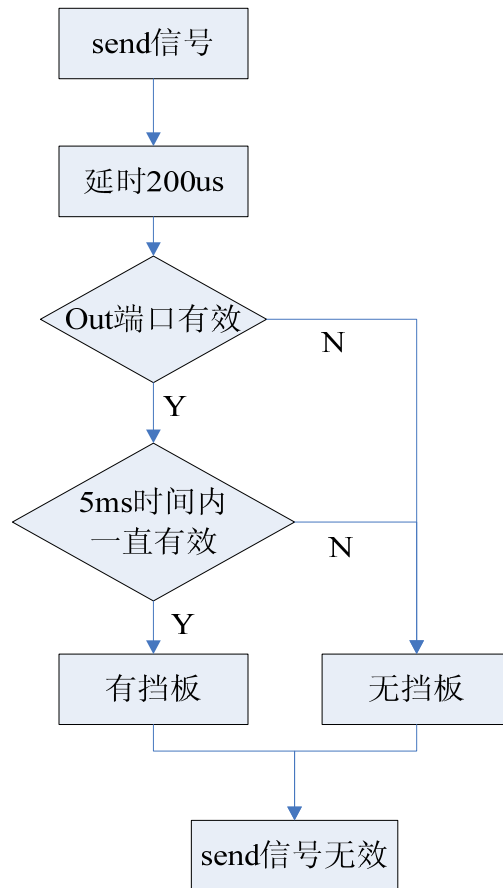 send信号
延时200us
Out端口有效
N
Y
5ms时间内
一直有效
N
Y
有挡板
无挡板
send信号无效